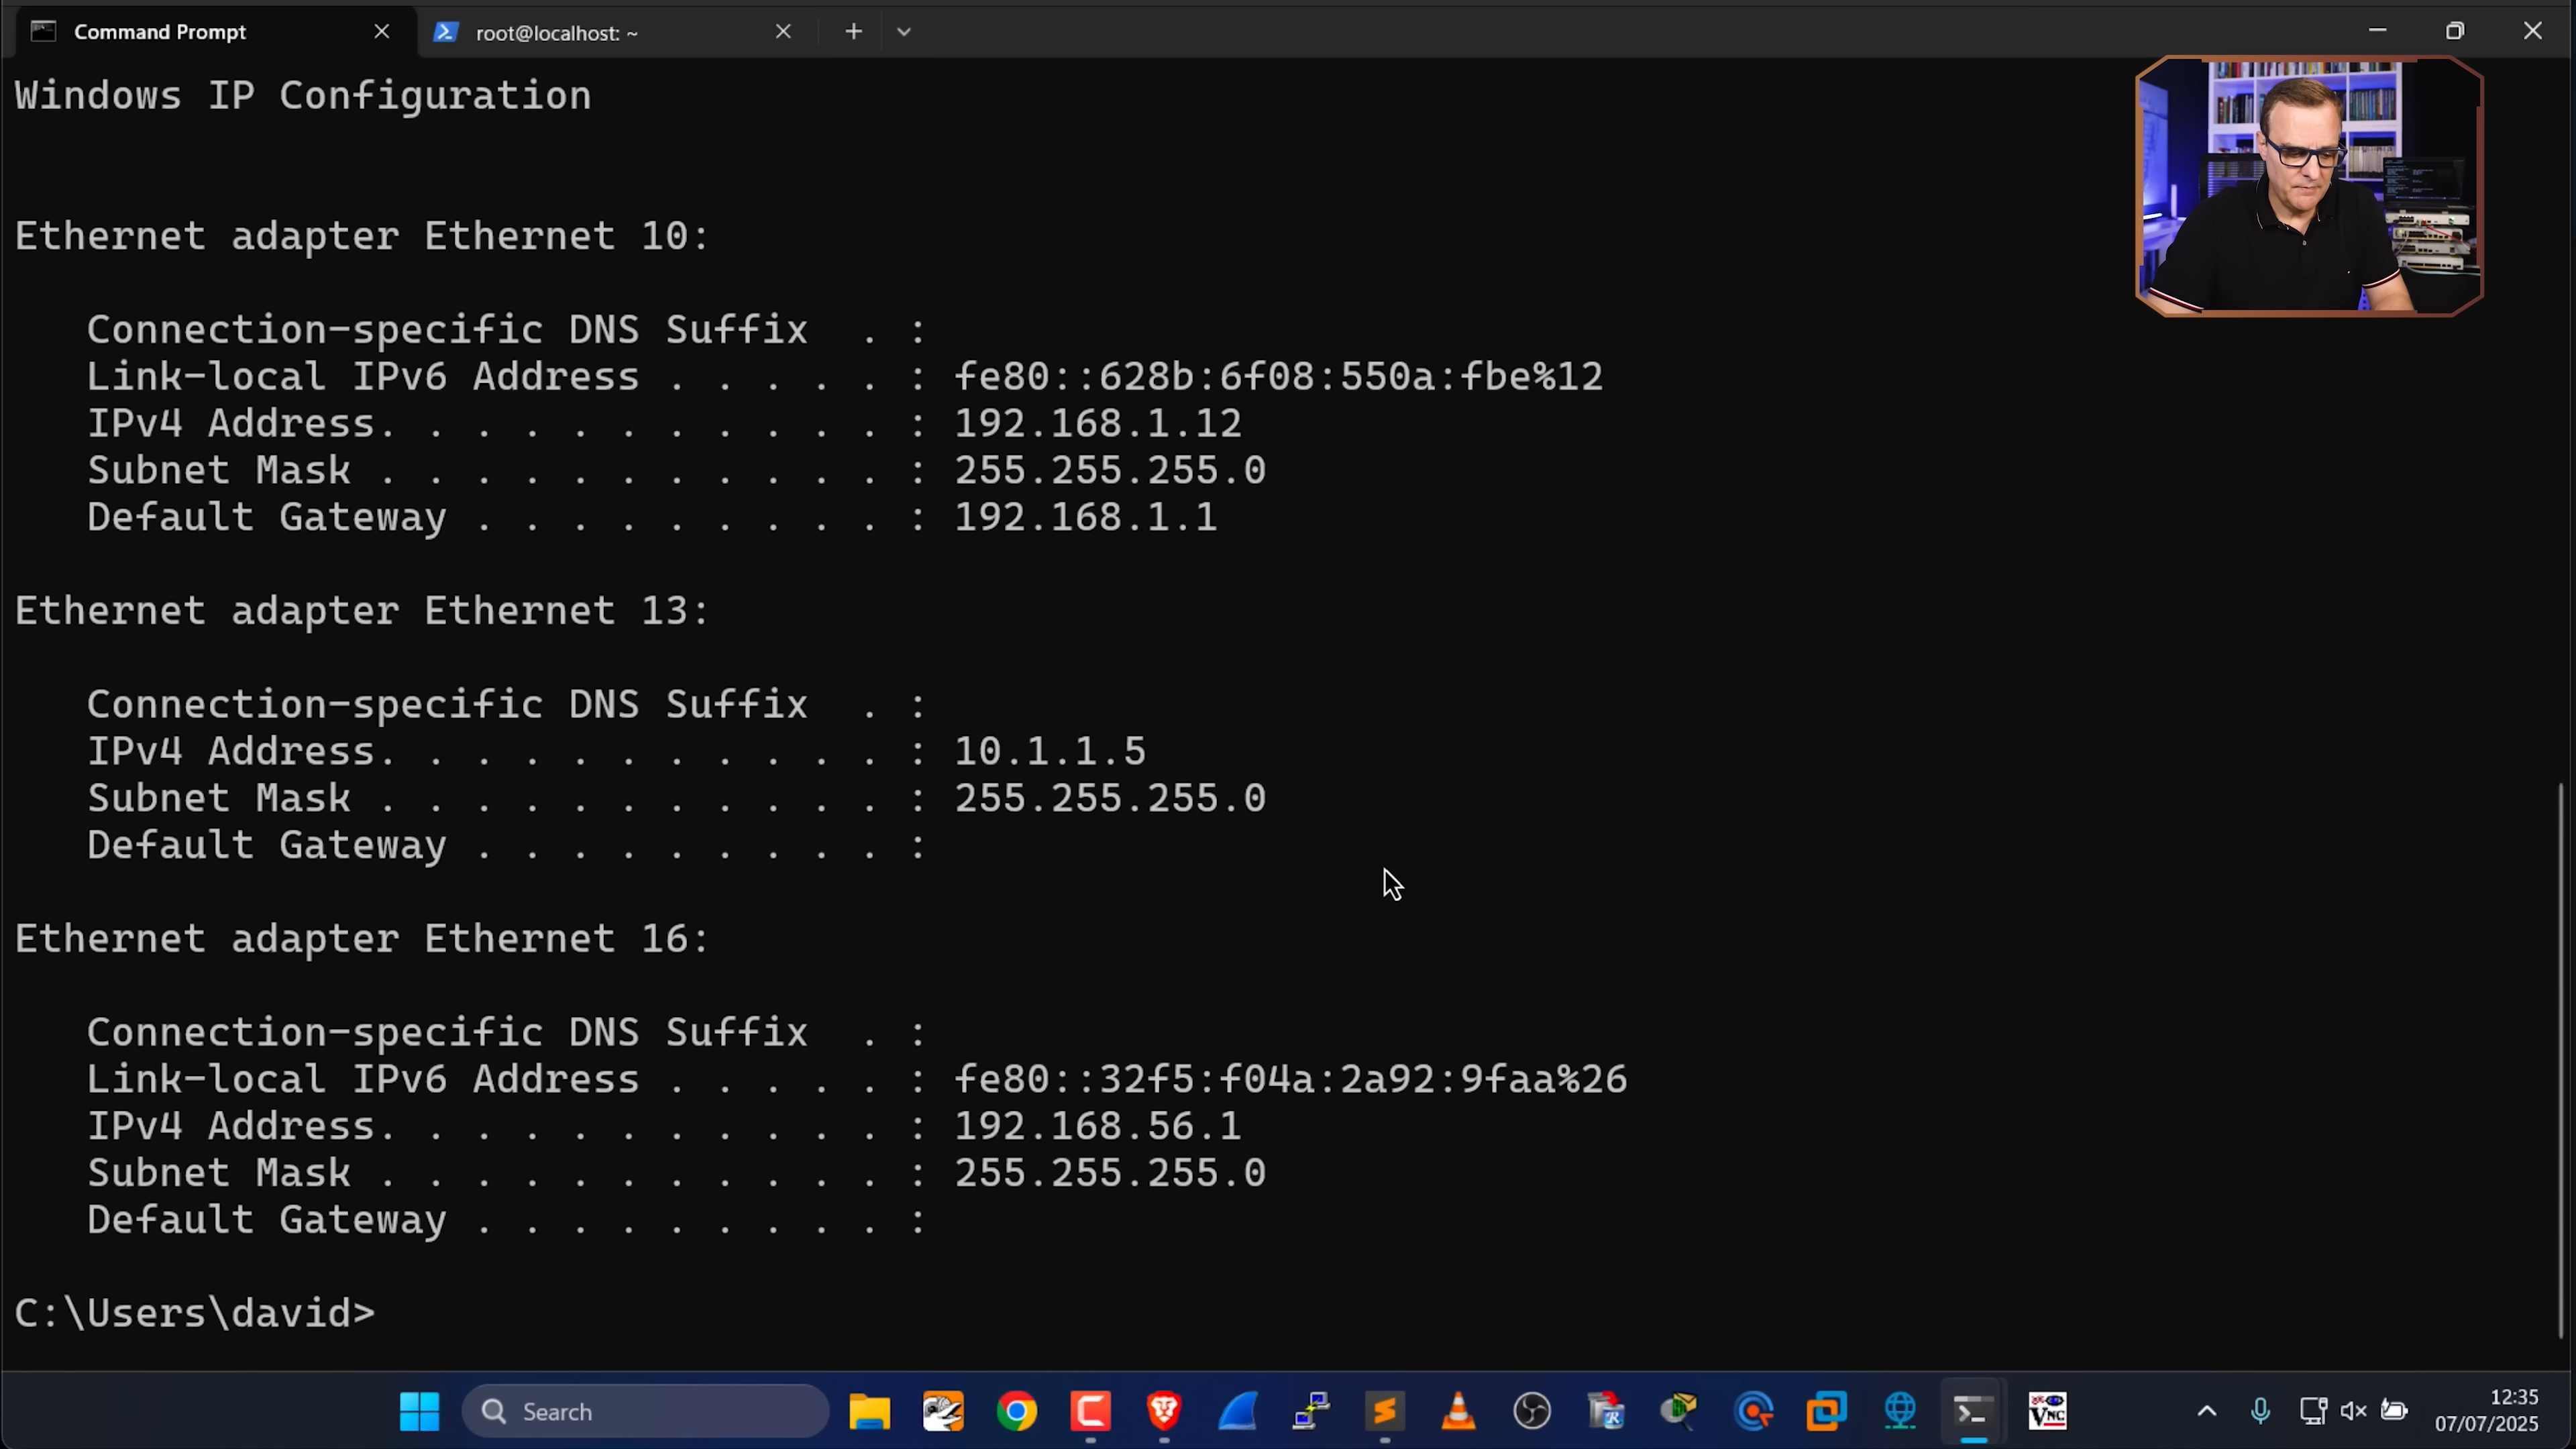 Command Prompt
root@localhost: ~
Windows IP Configuration
Ethernet adapter Ethernet 10:
Connection-specific DNS Suffix  . :
Link-local IPv6 Address . . . . . : fe80::628b:6f08:550a:fbe%12
IPv4 Address. . . . . . . . . . . : 192.168.1.12
Subnet Mask . . . . . . . . . . . : 255.255.255.0
Default Gateway . . . . . . . . . : 192.168.1.1
Ethernet adapter Ethernet 13:
Connection-specific DNS Suffix  . :
IPv4 Address. . . . . . . . . . . : 10.1.1.5
Subnet Mask . . . . . . . . . . . : 255.255.255.0
Default Gateway . . . . . . . . . :
Ethernet adapter Ethernet 16:
Connection-specific DNS Suffix  . :
Link-local IPv6 Address . . . . . : fe80::32f5:f04a:2a92:9faa%26
IPv4 Address. . . . . . . . . . . : 192.168.56.1
Subnet Mask . . . . . . . . . . . : 255.255.255.0
Default Gateway . . . . . . . . . :
C:\Users\david>
Search
VNC
12:35
07/07/2025